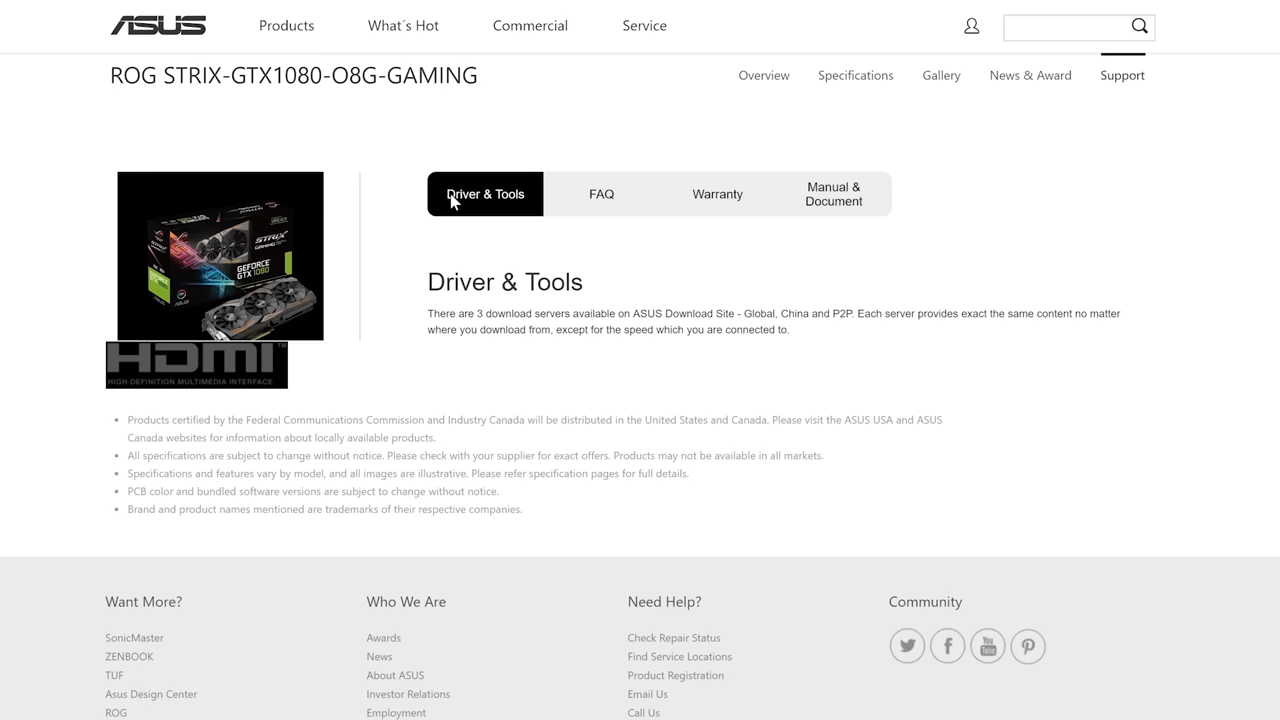 ASUS
Products
What´s Hot
Commercial
Service
ROG STRIX-GTX1080-O8G-GAMING
Overview
Specifications
Gallery
News & Award
Support
STRIX
GAMING
GEFORCE
GTX 1080
Driver & Tools
FAQ
Warranty
Manual &
Document
Driver & Tools
There are 3 download servers available on ASUS Download Site - Global, China and P2P. Each server provides exact the same content no matter
where you download from, except for the speed which you are connected to.
HDMI™
HIGH-DEFINITION MULTIMEDIA INTERFACE
Products certified by the Federal Communications Commission and Industry Canada will be distributed in the United States and Canada. Please visit the ASUS USA and ASUS
Canada websites for information about locally available products.
All specifications are subject to change without notice. Please check with your supplier for exact offers. Products may not be available in all markets.
Specifications and features vary by model, and all images are illustrative. Please refer specification pages for full details.
PCB color and bundled software versions are subject to change without notice.
Brand and product names mentioned are trademarks of their respective companies.
Want More?
SonicMaster
ZENBOOK
TUF
Asus Design Center
ROG
Who We Are
Awards
News
About ASUS
Investor Relations
Employment
Need Help?
Check Repair Status
Find Service Locations
Product Registration
Email Us
Call Us
Community
You
Tube